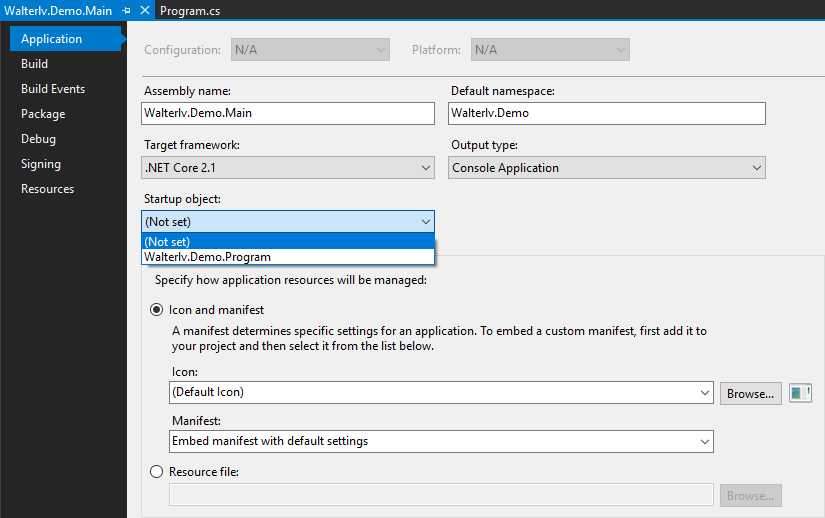 Walterlv.Demo.Main Program.cs
Application
Build
Build Events
Package
Debug
Signing
Resources
Configuration: N/A Platform: N/A
Assembly name: Default namespace:
Walterlv.Demo.Main Walterlv.Demo
Target framework: Output type:
.NET Core 2.1 Console Application
Startup object:
(Not set)
(Not set)
Walterlv.Demo.Program
Specify how application resources will be managed:
Icon and manifest
A manifest determines specific settings for an application. To embed a custom manifest, first add it to
your project and then select it from the list below.
Icon:
(Default Icon) Browse...
Manifest:
Embed manifest with default settings
Resource file:
Browse...